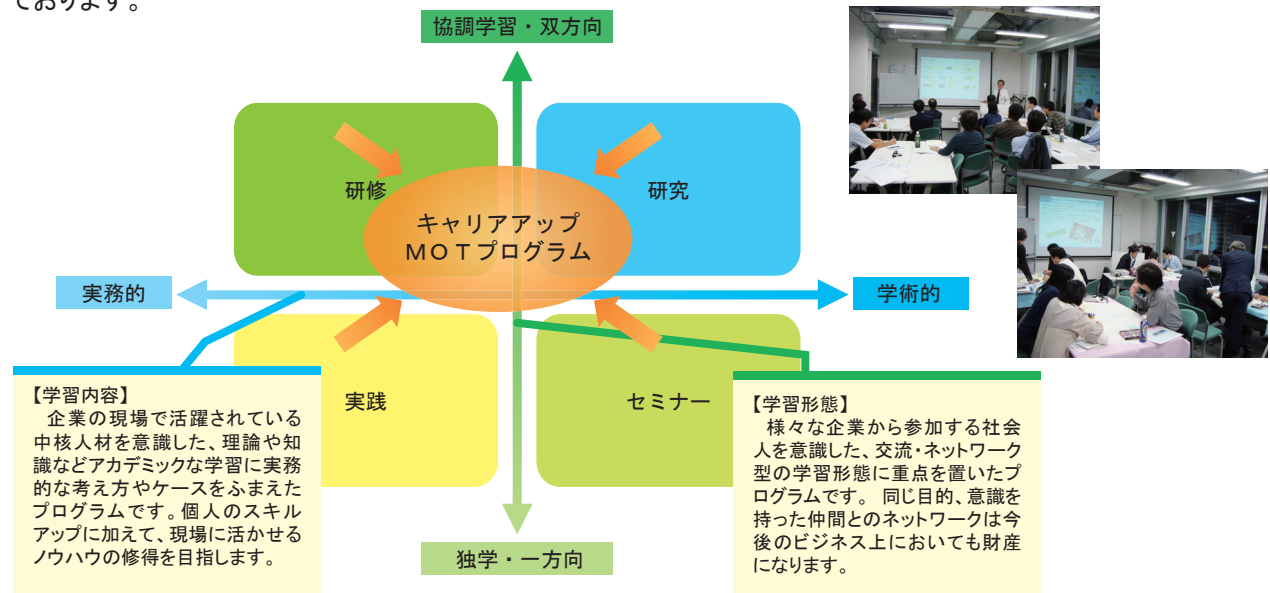 ております。
協調学習・双方向
研修
研究
キャリアアップ
MOTプログラム
実務的
学術的
実践
セミナー
【学習内容】
企業の現場で活躍されている
中核人材を意識した、理論や知
識などアカデミックな学習に実務
的な考え方やケースをふまえた
プログラムです。個人のスキル
アップに加えて、現場に活かせる
ノウハウの修得を目指します。
【学習形態】
様々な企業から参加する社会
人を意識した、交流・ネットワーク
型の学習形態に重点を置いたプ
ログラムです。 同じ目的、意識を
持った仲間とのネットワークは今
後のビジネス上においても財産
になります。
独学・一方向